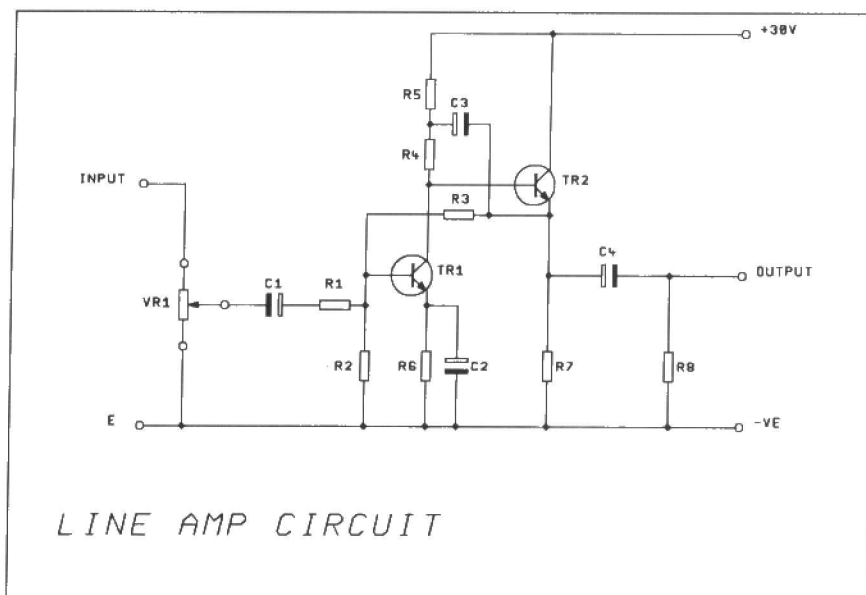 +30V
R5
C3
R4
INPUT
TR2
R3
C4
TR1
OUTPUT
C1
R1
VR1
R2
R6
C2
R7
R8
E
-VE
LINE AMP CIRCUIT